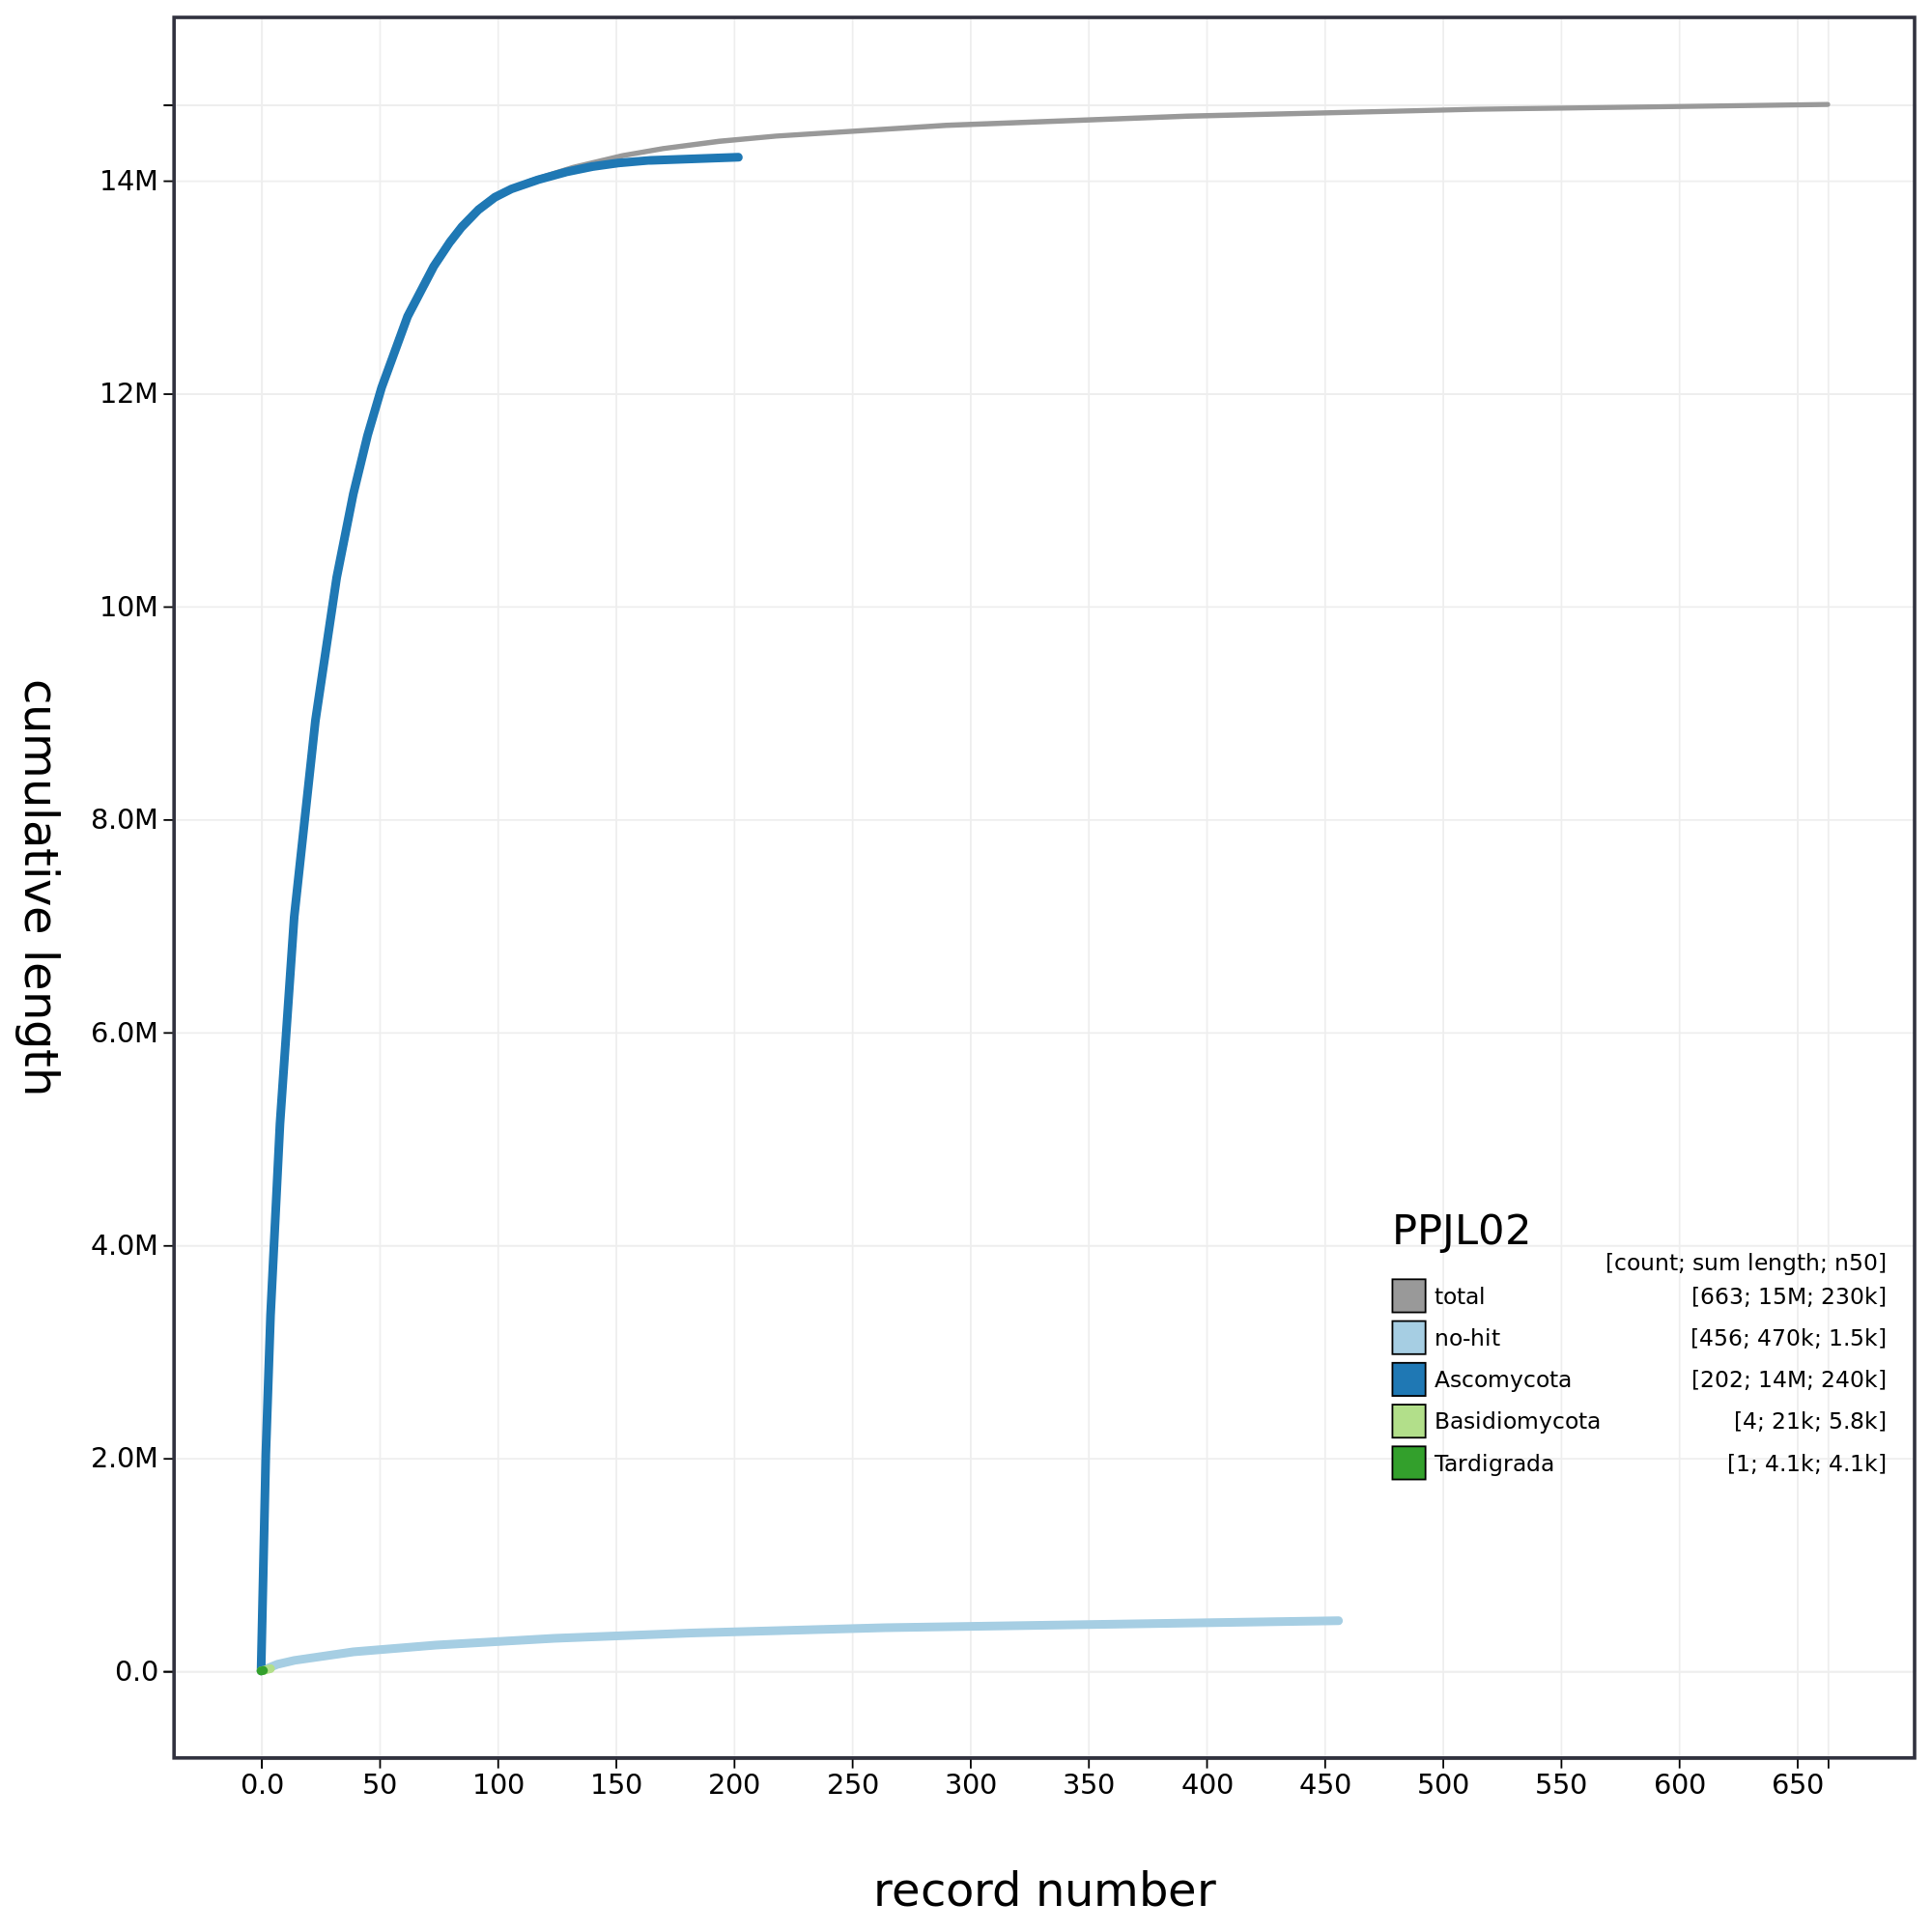 14M
12M
10M
8.0M
6.0M
4.0M
2.0M
0.0
cumulative length
PPJL02
[count; sum length; n50]
total [663; 15M; 230k]
no-hit [456; 470k; 1.5k]
Ascomycota [202; 14M; 240k]
Basidiomycota [4; 21k; 5.8k]
Tardigrada [1; 4.1k; 4.1k]
0.0 50 100 150 200 250 300 350 400 450 500 550 600 650
record number